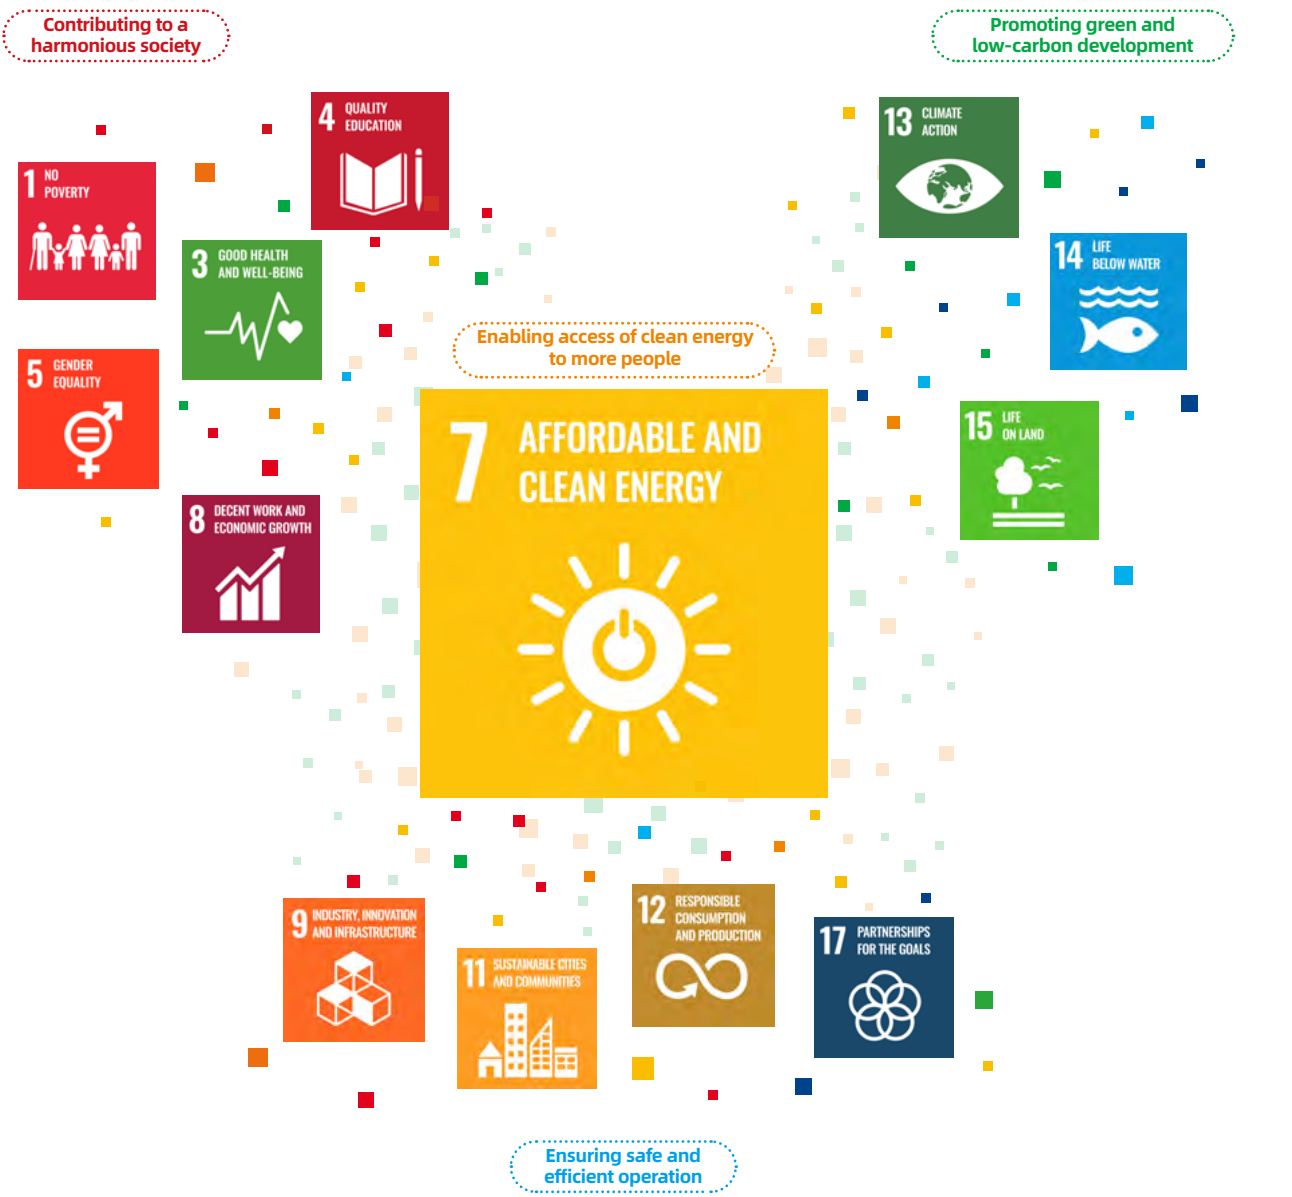 Contributing to a
harmonious society
Promoting green and
low-carbon development
4 QUALITY
EDUCATION
13 CLIMATE
ACTION
1 NO
POVERTY
3 GOOD HEALTH
AND WELL-BEING
14 LIFE
BELOW WATER
Enabling access of clean energy
to more people
5 GENDER
EQUALITY
7 AFFORDABLE AND
CLEAN ENERGY
15 LIFE
ON LAND
8 DECENT WORK AND
ECONOMIC GROWTH
9 INDUSTRY, INNOVATION
AND INFRASTRUCTURE
11 SUSTAINABLE CITIES
AND COMMUNITIES
12 RESPONSIBLE
CONSUMPTION
AND PRODUCTION
17 PARTNERSHIPS
FOR THE GOALS
Ensuring safe and
efficient operation